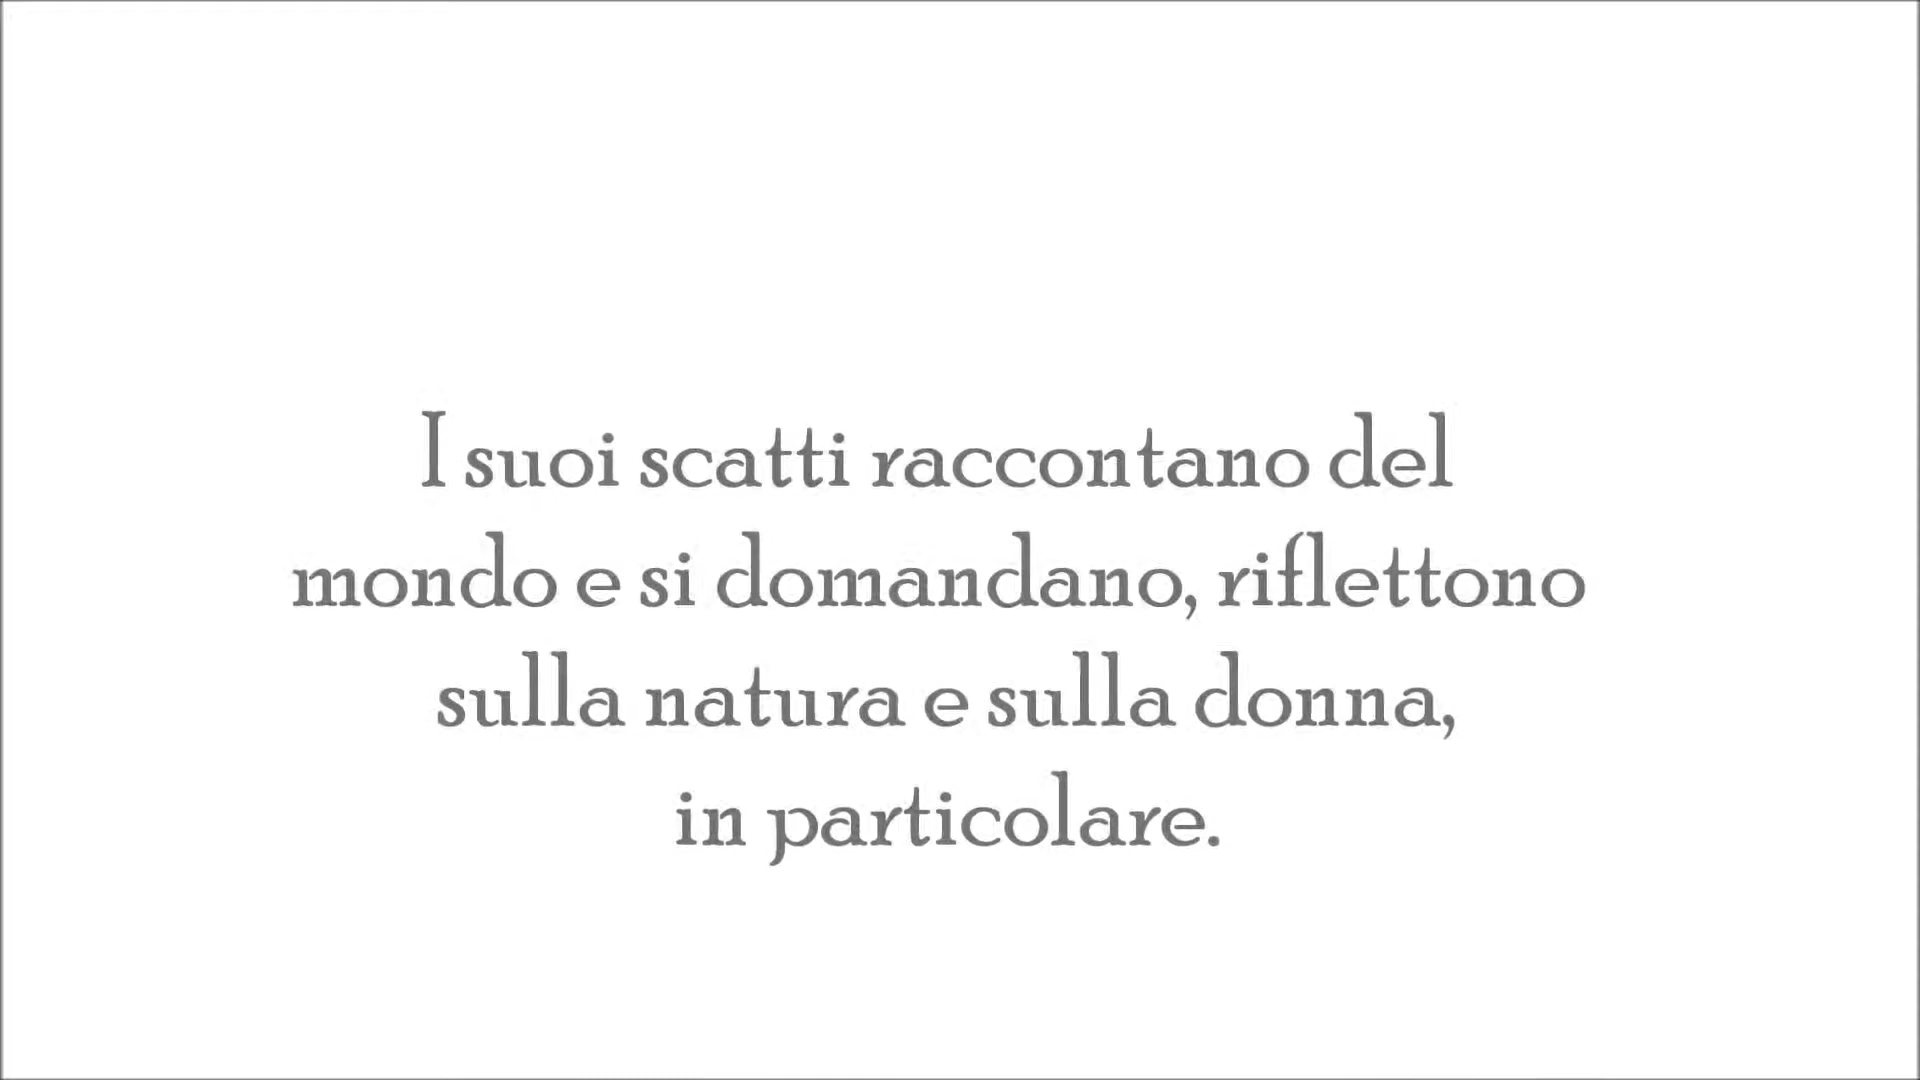 I suoi scatti raccontano del
mondo e si domandano, riflettono
sulla natura e sulla donna,
in particolare.